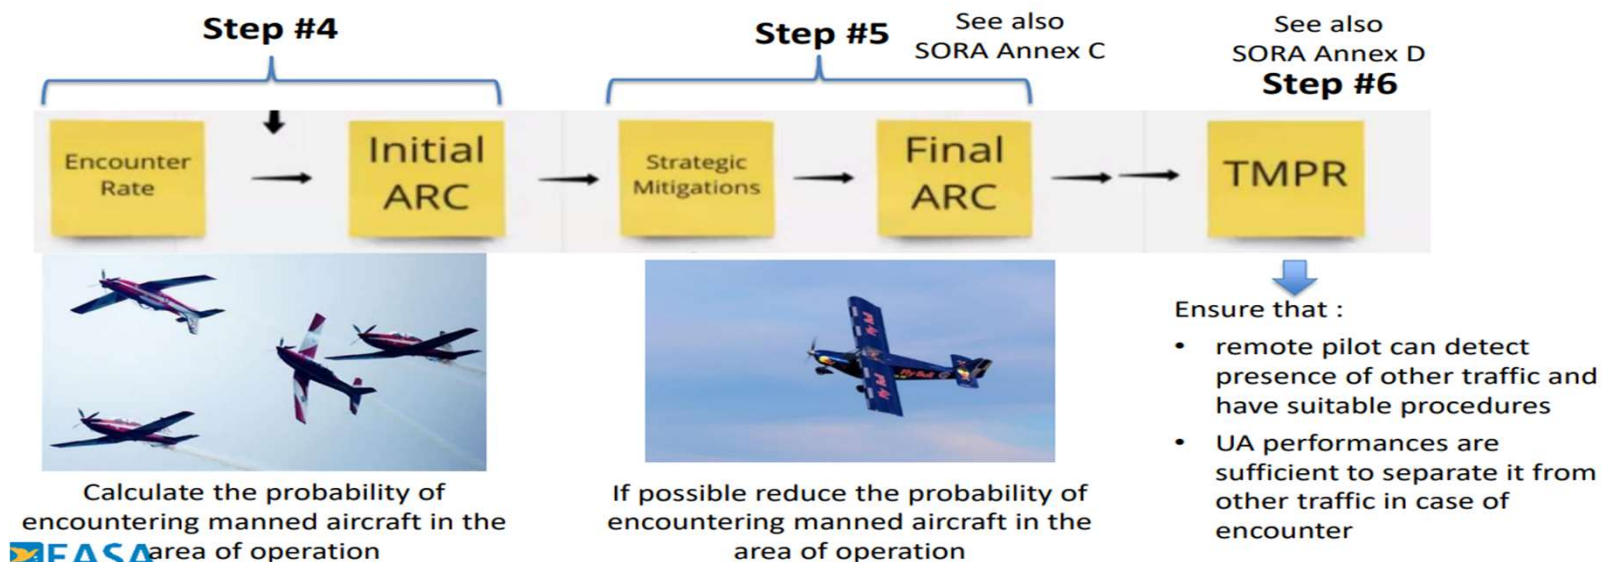 Step #4
Step #5
See also
SORA Annex C
See also
SORA Annex D
Step #6
Encounter
Rate
Initial
ARC
Strategic
Mitigations
Final
ARC
TMPR
Fly Bull
Calculate the probability of
encountering manned aircraft in the
area of operation
If possible reduce the probability of
encountering manned aircraft in the
area of operation
Ensure that :
• remote pilot can detect
presence of other traffic and
have suitable procedures
• UA performances are
sufficient to separate it from
other traffic in case of
encounter
EASA